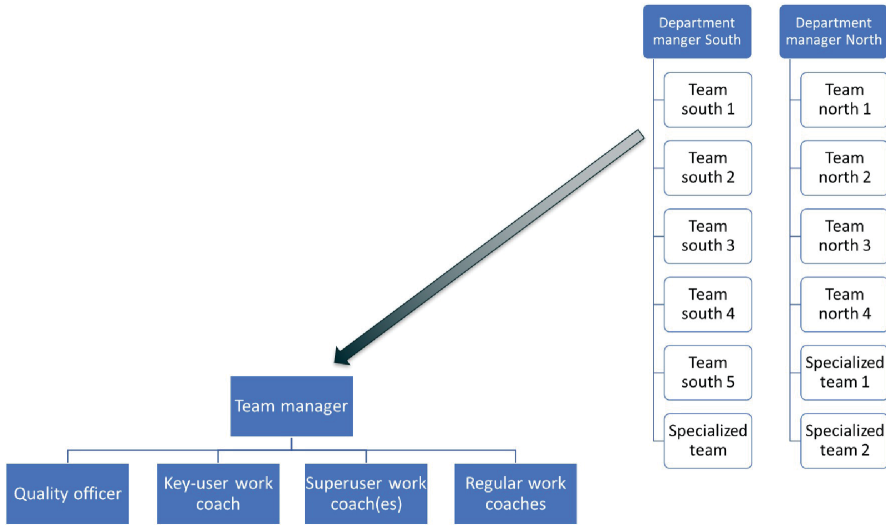 Department
manger South
Department
manager North
Team
south 1
Team
north 1
Team
south 2
Team
north 2
Team
south 3
Team
north 3
Team
south 4
Team
north 4
Team
south 5
Specialized
team 1
Specialized
team
Specialized
team 2
Team manager
Quality officer
Key-user work
coach
Superuser work
coach(es)
Regular work
coaches